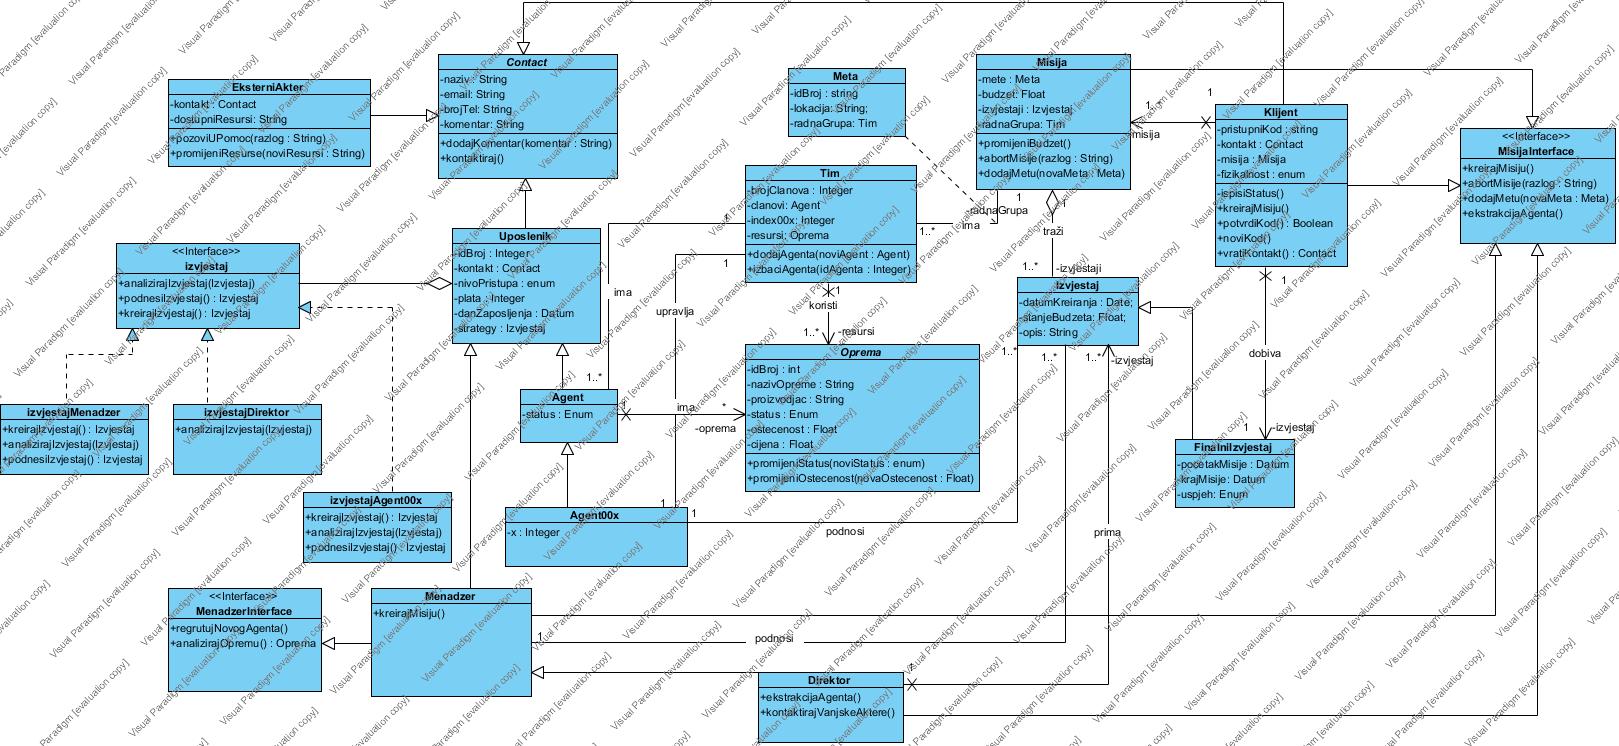 EksterniAkter
-kontakt : Contact
-dostupniResursi: String
+pozoviUPomoc(razlog : String)
+promijeniResurse(noviResursi : String)
Contact
-naziv : String
-email : String
-brojTel: String
-komentar: String
+dodajKomentar(komentar : String)
+kontaktiraj()
Meta
-idBroj : string
-lokacija: String;
-radnaGrupa: Tim
Misija
-mete : Meta
-budzet: Float
-izvjestaji : Izvjestaj
-radnaGrupa: Tim
+promijeniBudzet()
+abortMisije(razlog : String)
+dodajMetu(novaMeta : Meta)
1..*
-misija
1
Klijent
-pristupniKod : string
-kontakt : Contact
-misija : Misija
-fizikalnost : enum
-ispisiStatus()
+kreirajMisiju()
+potvrdiKod() : Boolean
+noviKod()
+vratiKontakt() : Contact
<<Interface>>
MisijaInterface
+kreirajMisiju()
+abortMisije(razlog : String)
+dodajMetu(novaMeta : Meta)
+ekstrakcijaAgenta()
Tim
-brojClanova : Integer
-clanovi : Agent
-index00x: Integer
-resursi: Oprema
+dodajAgenta(noviAgent : Agent)
+izbaciAgenta(idAgenta : Integer)
1
1
1..*
ima
-radnaGrupa
1
1
traži
1..*
-izvjestaji
<<Interface>>
izvjestaj
+analizirajIzvjestaj(Izvjestaj)
+podnesiIzvjestaj() : Izvjestaj
+kreirajIzvjestaj() : Izvjestaj
Uposlenik
-idBroj : Integer
-kontakt : Contact
-nivoPristupa : enum
-plata : Integer
-danZaposljenja : Datum
-strategy : Izvjestaj
ima
upravlja
1
koristi
1..*
-resursi
Izvjestaj
-datumKreiranja : Date;
-stanjeBudzeta: Float;
-opis: String
1..*
1..*
1..*
-izvjestaj
1
dobiva
1
-izvjestaj
Oprema
-idBroj : int
-nazivOpreme : String
-proizvodjac : String
-status : Enum
-ostecenost : Float
-cijena : Float
+promijeniStatus(noviStatus : enum)
+promijeniOstecenost(novaOstecenost : Float)
1..*
Agent
-status : Enum
1
ima
*
-oprema
izvjestajMenadzer
+kreirajIzvjestaj() : Izvjestaj
+analizirajIzvjestaj(Izvjestaj)
+podnesiIzvjestaj() : Izvjestaj
izvjestajDirektor
+analizirajIzvjestaj(Izvjestaj)
FinalniIzvjestaj
-pocetakMisije : Datum
-krajMisije: Datum
-uspjeh: Enum
izvjestajAgent00x
+kreirajIzvjestaj() : Izvjestaj
+analizirajIzvjestaj(Izvjestaj)
+podnesiIzvjestaj() : Izvjestaj
1
Agent00x
-x : Integer
1
podnosi
prima
<<Interface>>
MenadzerInterface
+regrutujNovogAgenta()
+analizirajOpremu() : Oprema
Menadzer
+kreirajMisiju()
1
podnosi
Direktor
+ekstrakcijaAgenta()
+kontaktirajVanjskeAktere()
1
Visual Paradigm [evaluation copy]